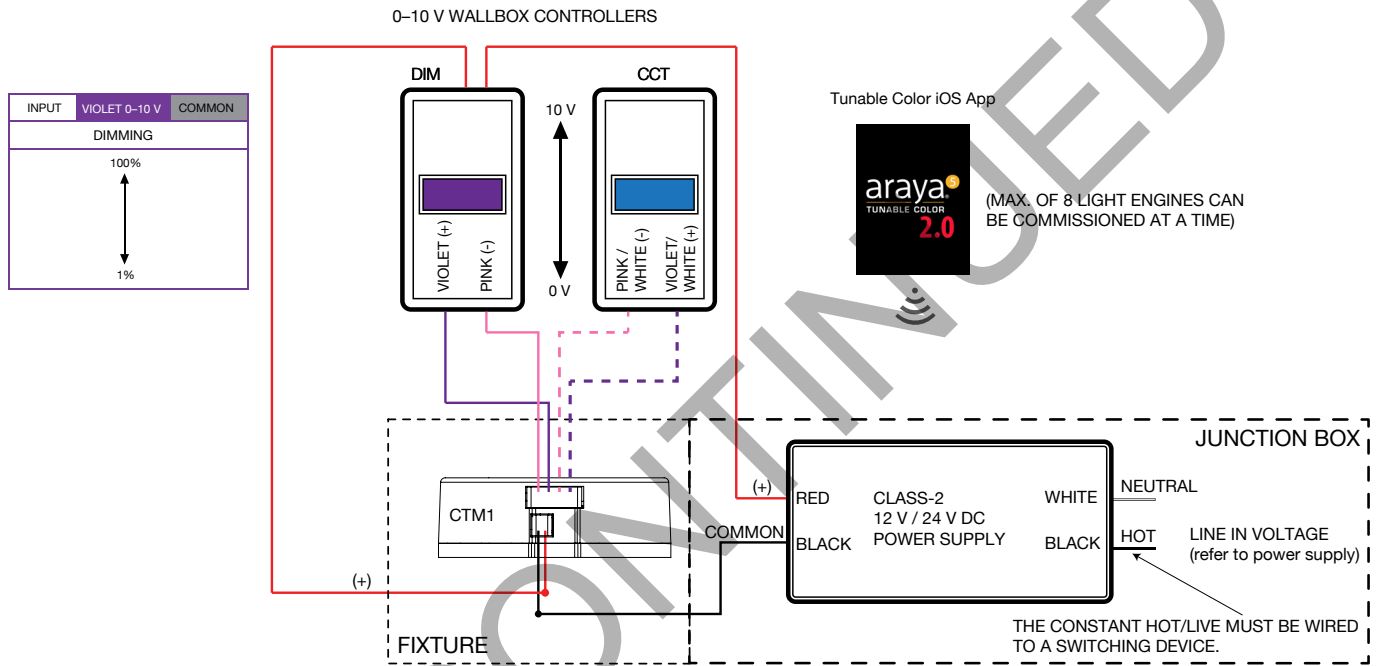 0–10 V WALLBOX CONTROLLERS
DIM
CCT
INPUT
VIOLET 0–10 V
COMMON
DIMMING
100%
1%
10 V
0 V
VIOLET (+)
PINK (-)
PINK /
WHITE (-)
VIOLET/
WHITE (+)
Tunable Color iOS App
araya 5
TUNABLE COLOR
2.0
(MAX. OF 8 LIGHT ENGINES CAN
BE COMMISSIONED AT A TIME)
CTM1
(+)
FIXTURE
JUNCTION BOX
(+)
COMMON
RED
BLACK
CLASS-2
12 V / 24 V DC
POWER SUPPLY
WHITE
BLACK
NEUTRAL
HOT
LINE IN VOLTAGE
(refer to power supply)
THE CONSTANT HOT/LIVE MUST BE WIRED
TO A SWITCHING DEVICE.
ONTINUED